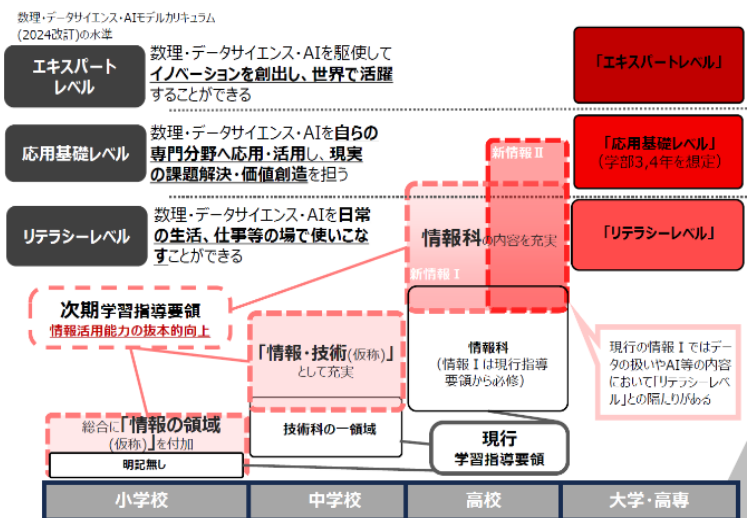 数理・データサイエンス・AIモデルカリキュラム
(2024改訂)の水準
エキスパート
レベル
数理・データサイエンス・AIを駆使して
イノベーションを創出し、世界で活躍
することができる
「エキスパートレベル」
応用基礎レベル
数理・データサイエンス・AIを自らの
専門分野へ応用・活用し、現実
の課題解決・価値創造を担う
新情報Ⅱ
「応用基礎レベル」
(学部3,4年を想定)
リテラシーレベル
数理・データサイエンス・AIを日常
の生活、仕事等の場で使いこな
すことができる
情報科の内容を充実
新情報Ⅰ
「リテラシーレベル」
次期学習指導要領
情報活用能力の抜本的向上
「情報・技術(仮称)」
として充実
情報科
(情報Ⅰは現行指導
要領から必修)
現行の情報Ⅰではデー
タの扱いやAI等の内容
において「リテラシーレベ
ル」との隔たりがある
総合に「情報の領域
(仮称)」を付加
明記無し
技術科の一領域
現行
学習指導要領
小学校
中学校
高校
大学・高専